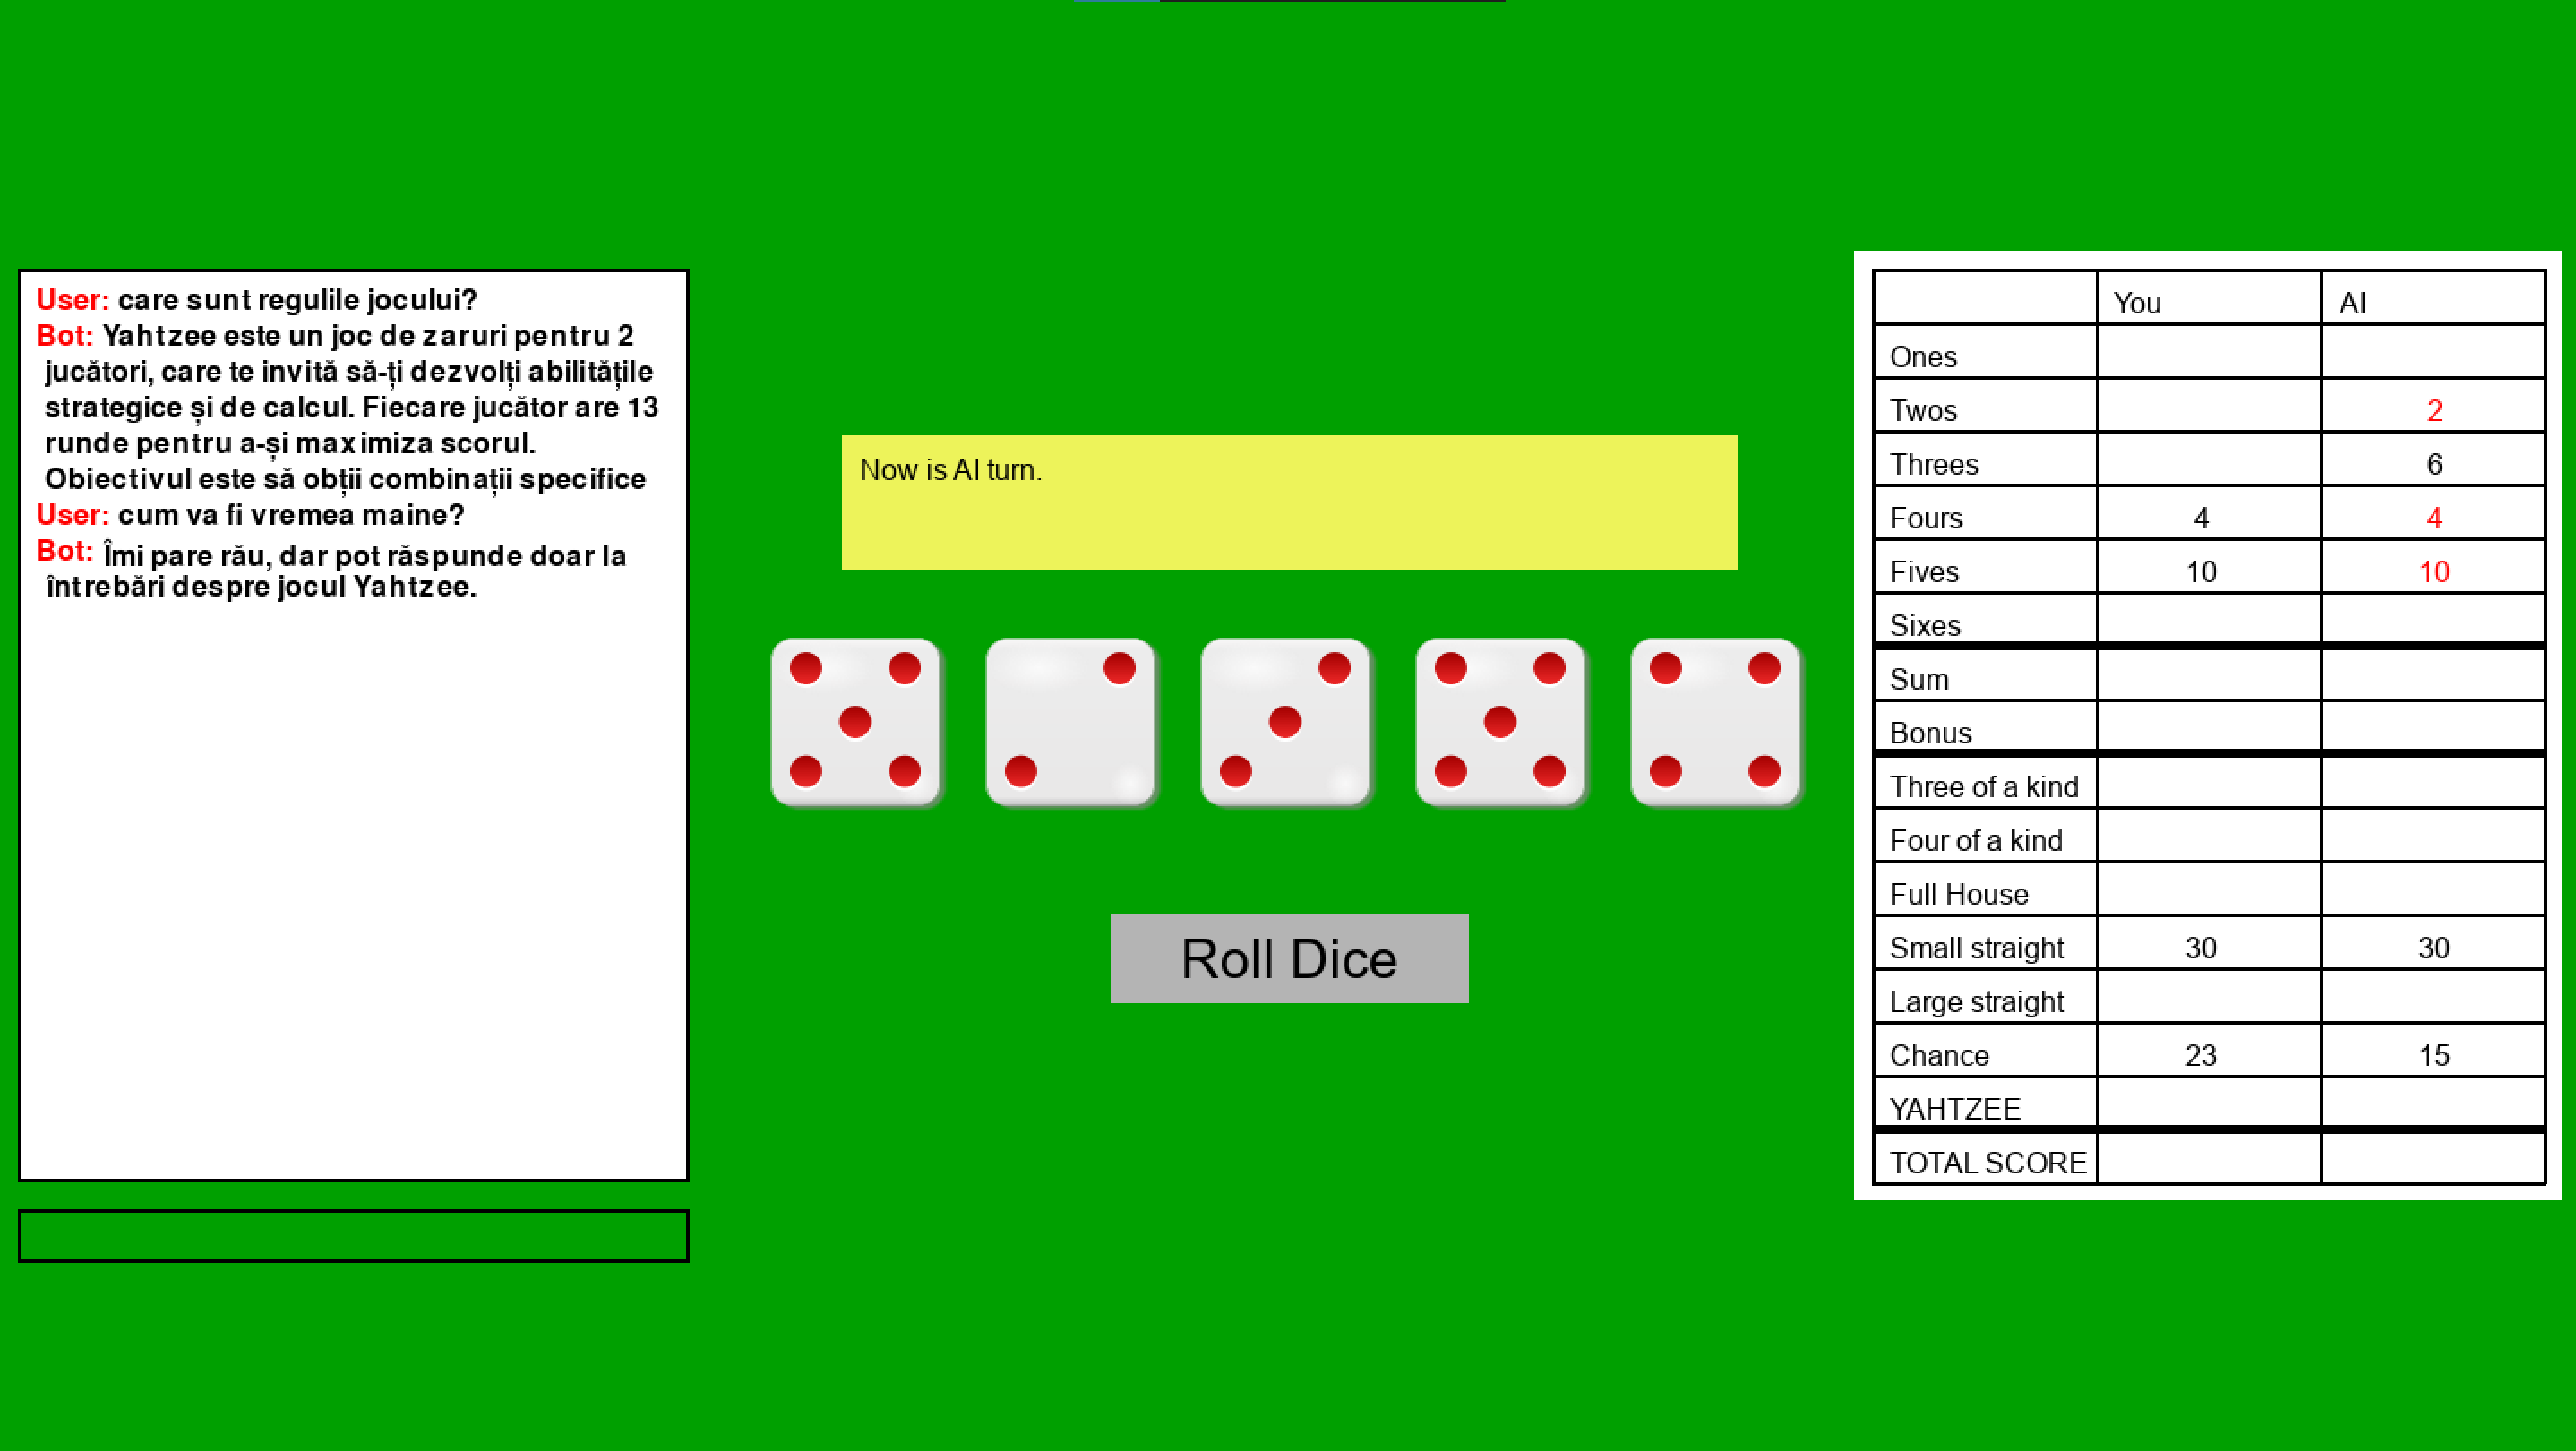 User: care sunt regulile jocului?
Bot: Yahtzee este un joc de zaruri pentru 2
jucători, care te invită să-ți dezvolți abilitățile
strategice și de calcul. Fiecare jucător are 13
runde pentru a-și maximiza scorul.
Obiectivul este să obții combinații specifice
User: cum va fi vremea maine?
Bot: Îmi pare rău, dar pot răspunde doar la
întrebări despre jocul Yahtzee.
Now is AI turn.
Roll Dice
You AI
Ones
Twos 2
Threes 6
Fours 4 4
Fives 10 10
Sixes
Sum
Bonus
Three of a kind
Four of a kind
Full House
Small straight 30 30
Large straight
Chance 23 15
YAHTZEE
TOTAL SCORE